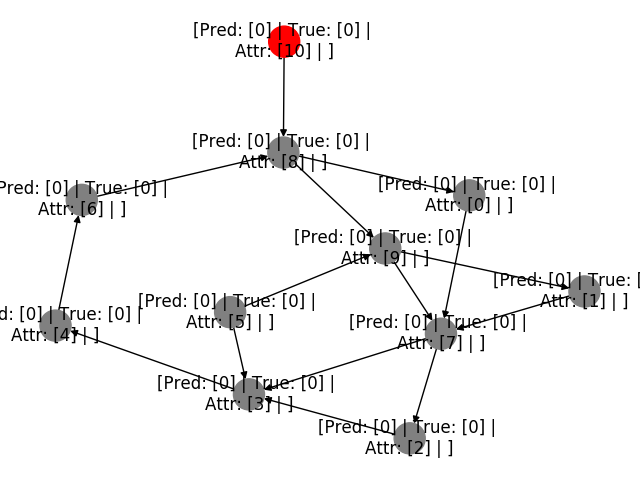 [Pred: [0] | True: [0] |
Attr: [10] | ]
[Pred: [0] | True: [0] |
Attr: [8] | ]
Pred: [0] | True: [0] |
Attr: [6] | ]
[Pred: [0] | True: [0] |
Attr: [0] | ]
[Pred: [0] | True: [0] |
Attr: [9] | ]
[Pred: [0] | True: [
Attr: [1] | ]
d: [0] | True: [0] |
Attr: [4] | ]
[Pred: [0] | True: [0] |
Attr: [5] | ]
[Pred: [0] | True: [0] |
Attr: [7] | ]
[Pred: [0] | True: [0] |
Attr: [3] | ]
[Pred: [0] | True: [0] |
Attr: [2] | ]